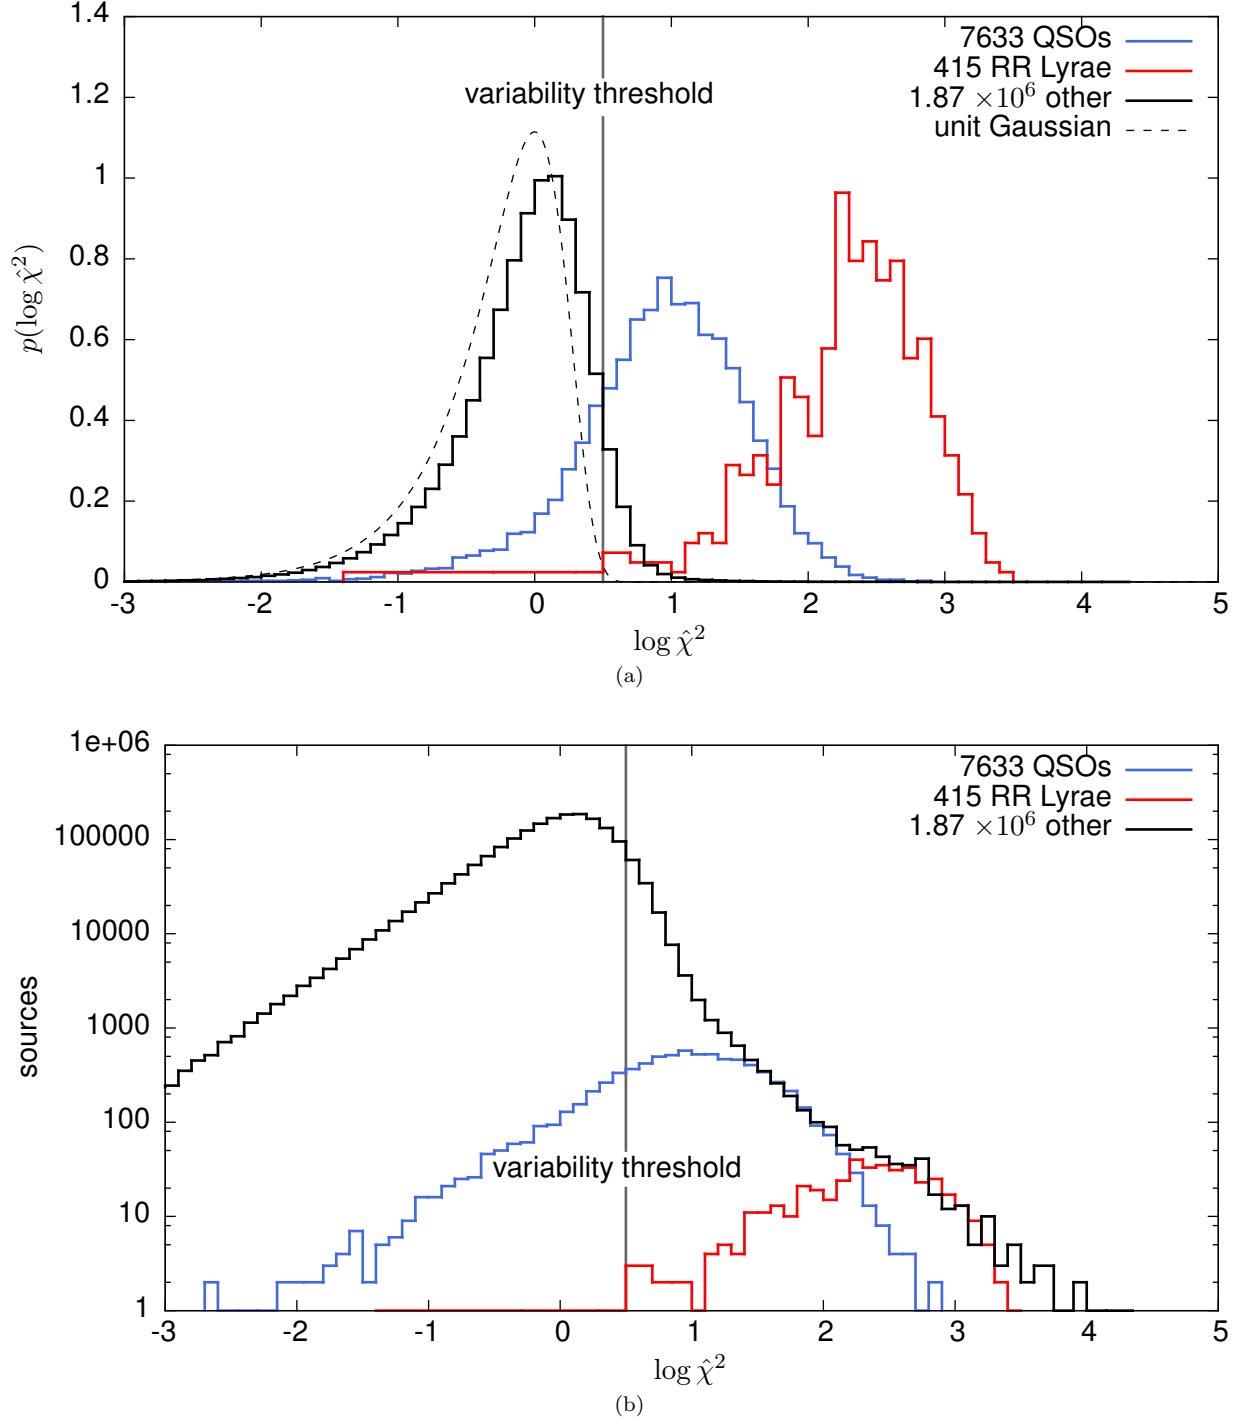 1.4
1.2
1
0.8
0.6
0.4
0.2
0
p(log χ̂²)
7633 QSOs
415 RR Lyrae
1.87 ×10⁶ other
unit Gaussian
variability threshold
-3 -2 -1 0 1 2 3 4 5
log χ̂²
(a)
1e+06
100000
10000
1000
100
10
1
sources
7633 QSOs
415 RR Lyrae
1.87 ×10⁶ other
variability threshold
-3 -2 -1 0 1 2 3 4 5
log χ̂²
(b)